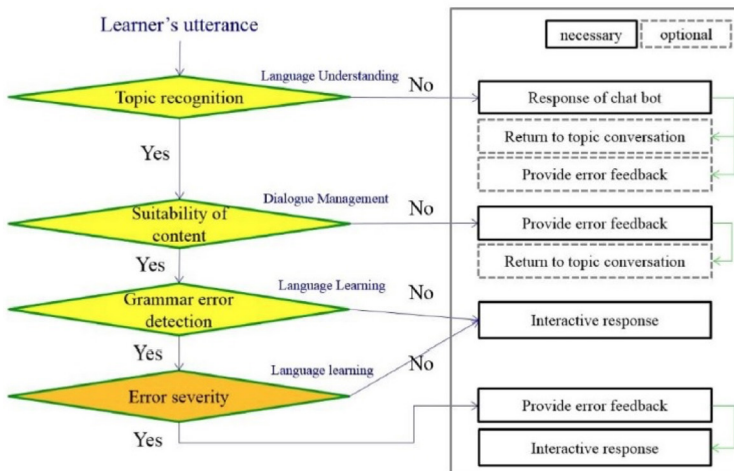 Learner's utterance
necessary
optional
Language Understanding
No
Topic recognition
Response of chat bot
Return to topic conversation
Provide error feedback
Yes
Dialogue Management
No
Suitability of
content
Provide error feedback
Return to topic conversation
Yes
Language Learning
No
Grammar error
detection
Interactive response
Yes
Language learning
No
Error severity
Provide error feedback
Yes
Interactive response